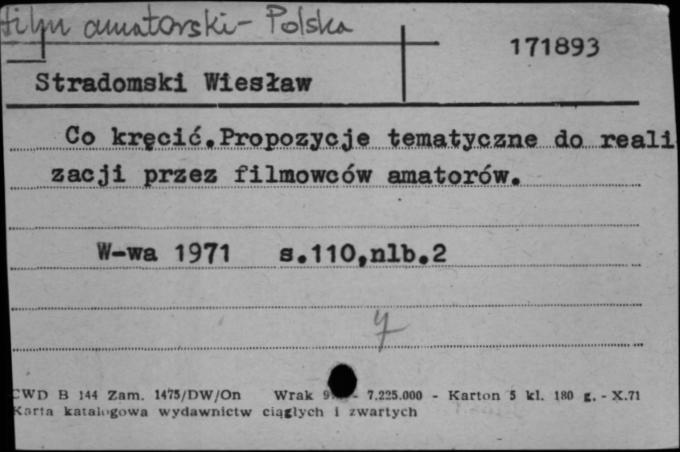 film amatorski - Polska
171893
Stradomski Wiesław
Co kręcić.Propozycje tematyczne do reali
zacji przez filmowców amatorów.
W-wa 1971 s.110,nlb.2
CWD B 144 Zam. 1475/DW/On Wrak - 7.225.000 - Karton 5 kl. 180 g. - X.71
Karta katalogowa wydawnictw ciągłych i zwartych